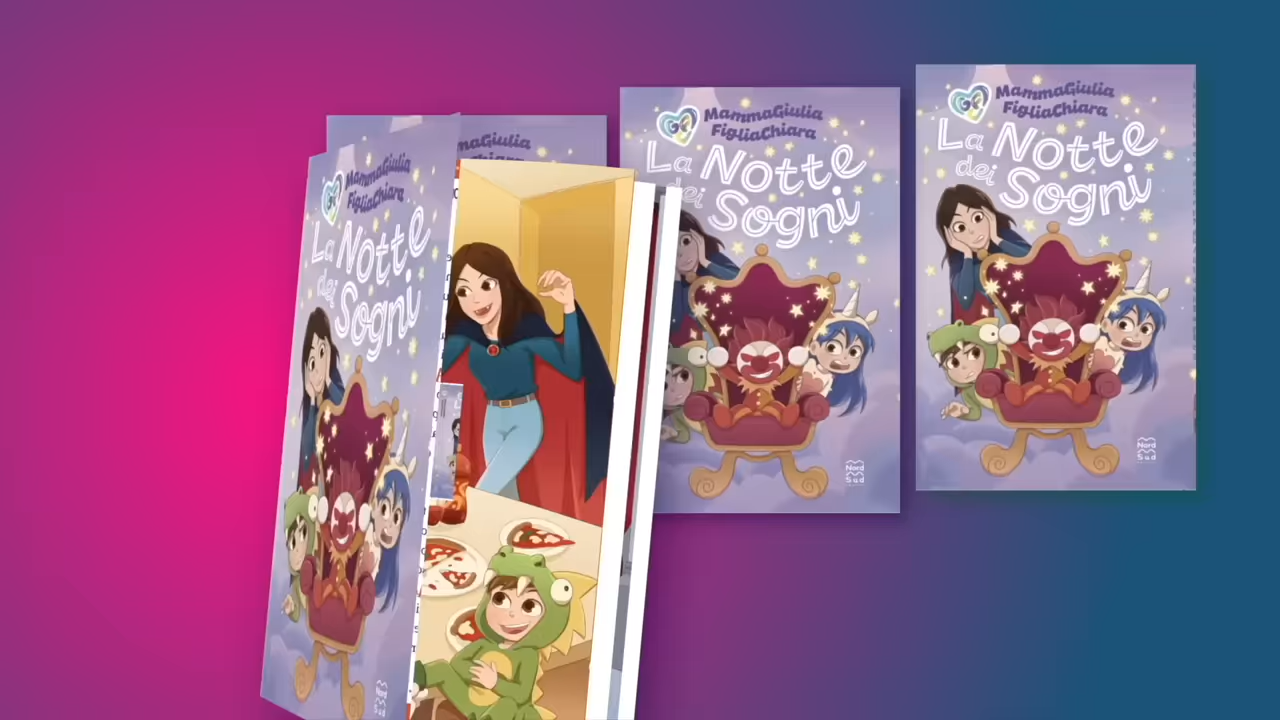 MammaGiulia
FigliaChiara
La Notte
dei Sogni
mmaGiulia
MammaGiulia
FigliaChiara
La Notte
dei Sogni
Nord
Sud
MammaGiulia
FigliaChiara
La Notte
dei Sogni
Nord
Sud